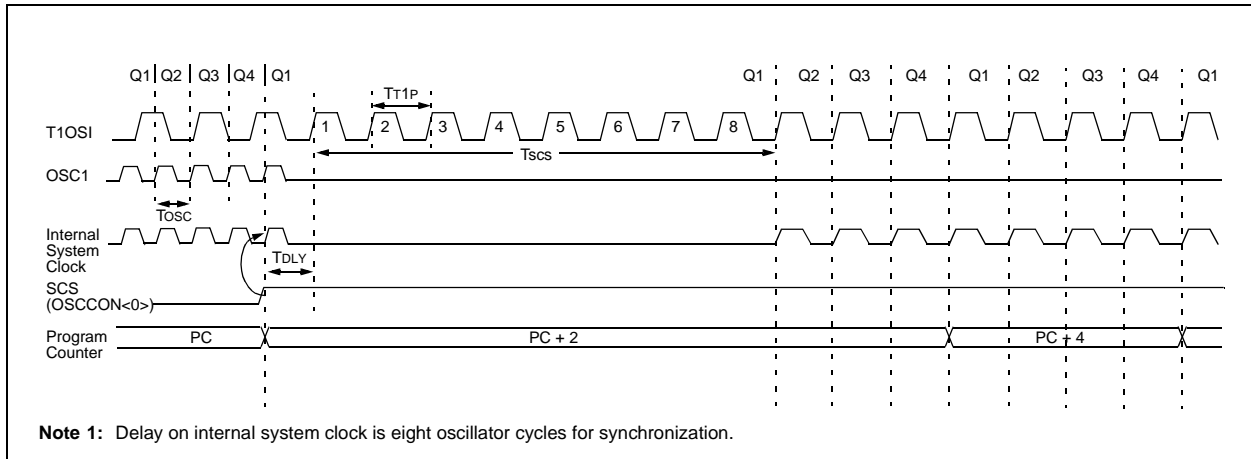 Q1 Q2 Q3 Q4 Q1 Q1 Q2 Q3 Q4 Q1 Q2 Q3 Q4 Q1
TT1P
T1OSI 1 2 3 4 5 6 7 8
TSCS
OSC1
TOSC
Internal
System
Clock
TDLY
SCS
(OSCCON<0>)
Program
Counter
PC PC + 2 PC + 4
Note 1: Delay on internal system clock is eight oscillator cycles for synchronization.